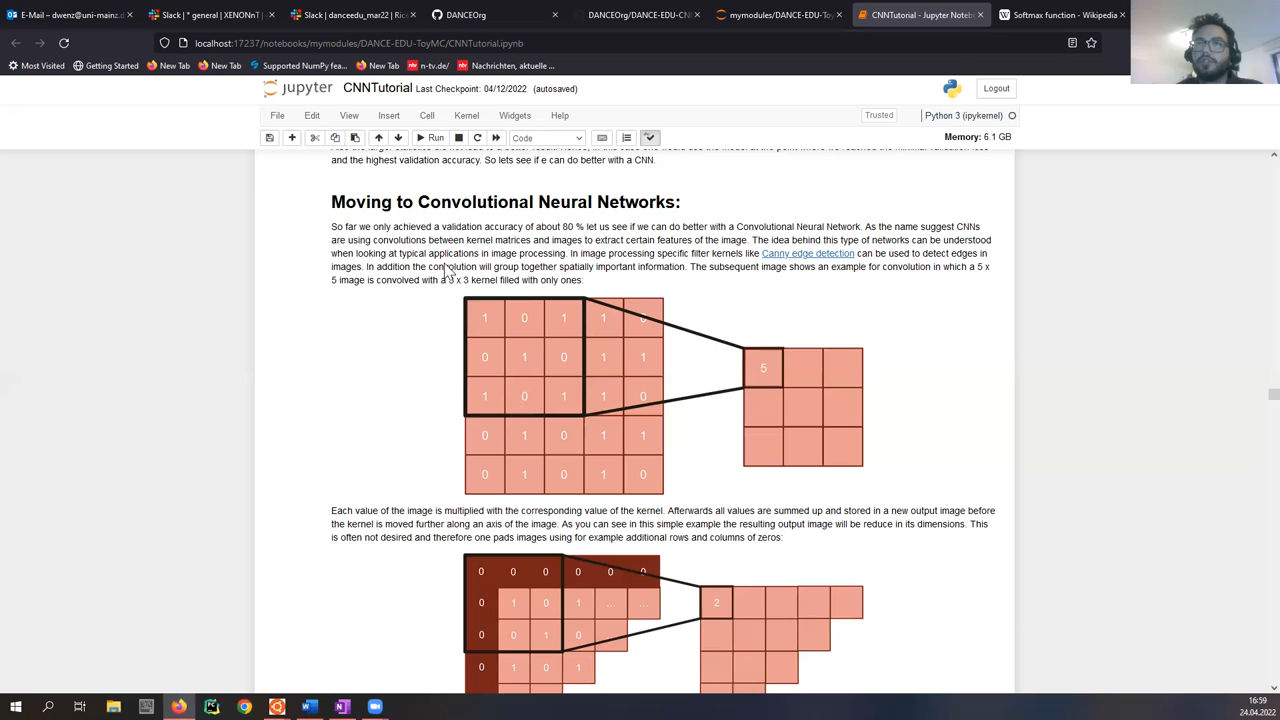 E-Mail – dwenz@uni-mainz.d
Slack | * general | XENONnT |
Slack | danceedu_mar22 | Ric
DANCEOrg
DANCEOrg/DANCE-EDU-CN
mymodules/DANCE-EDU-To
CNNTutorial - Jupyter Noteb
Softmax function - Wikipedia
localhost:17237/notebooks/mymodules/DANCE-EDU-ToyMC/CNNTutorial.ipynb
Most Visited
Getting Started
New Tab
New Tab
Supported NumPy fea...
New Tab
n-tv.de/
Nachrichten, aktuelle ...
jupyter CNNTutorial Last Checkpoint: 04/12/2022 (autosaved)
Logout
File Edit View Insert Cell Kernel Widgets Help
Trusted
Python 3 (ipykernel)
Run
Code
Memory: 6.1 GB
and the highest validation accuracy. So lets see if e can do better with a CNN.
Moving to Convolutional Neural Networks:
So far we only achieved a validation accuracy of about 80 % let us see if we can do better with a Convolutional Neural Network. As the name suggest CNNs
are using convolutions between kernel matrices and images to extract certain features of the image. The idea behind this type of networks can be understood
when looking at typical applications in image processing. In image processing specific filter kernels like Canny edge detection can be used to detect edges in
images. In addition the convolution will group together spatially important information. The subsequent image shows an example for convolution in which a 5 x
5 image is convolved with a 3 x 3 kernel filled with only ones:
1 0 1 1 0
0 1 0 1 1
5
1 0 1 1 0
0 1 0 1 1
0 1 0 1 0
Each value of the image is multiplied with the corresponding value of the kernel. Afterwards all values are summed up and stored in a new output image before
the kernel is moved further along an axis of the image. As you can see in this simple example the resulting output image will be reduce in its dimensions. This
is often not desired and therefore one pads images using for example additional rows and columns of zeros:
0 0 0 0 0 0
0 1 0 1 ... ...
2
0 0 1 0
0 1 0 1
16:59
24.04.2022